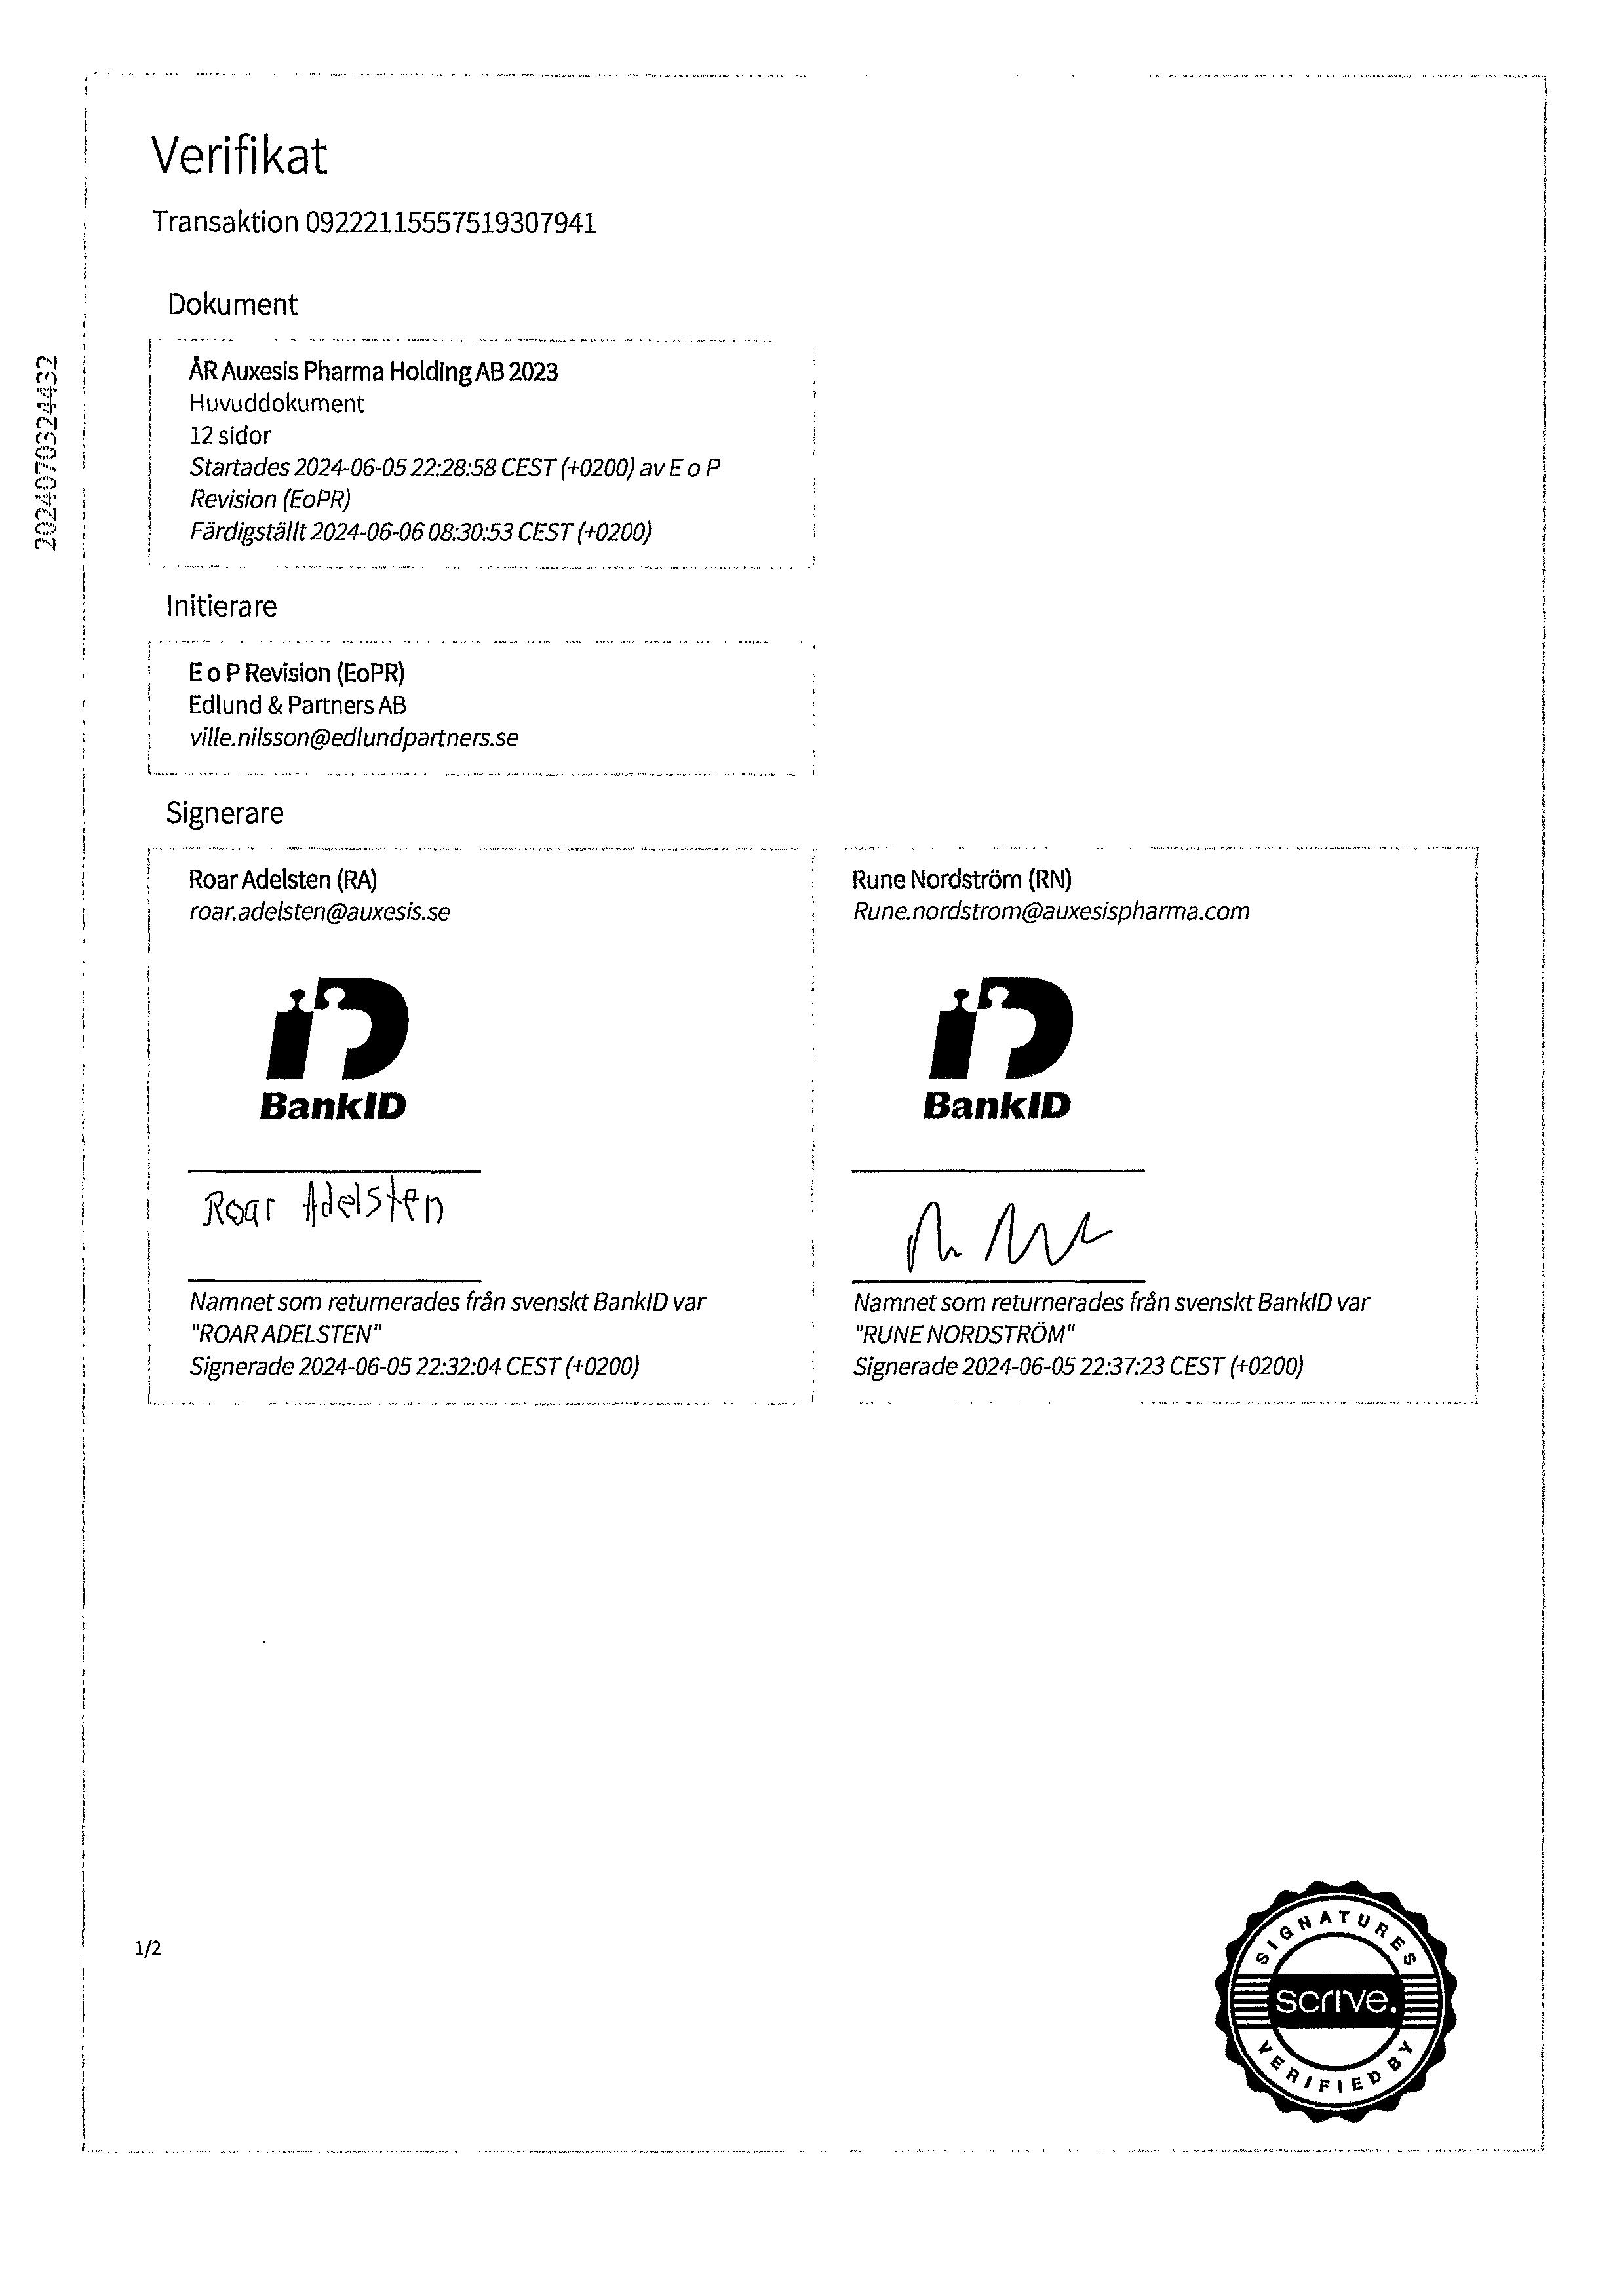 Verifikat
Transaktion 09222115557519307941
Dokument
ÅR Auxesis Pharma Holding AB 2023
Huvuddokument
12 sidor
Startades 2024-06-05 22:28:58 CEST (+0200) av E o P
Revision (EoPR)
Färdigställt 2024-06-06 08:30:53 CEST (+0200)
2024070324432
Initierare
E o P Revision (EoPR)
Edlund & Partners AB
ville.nilsson@edlundpartners.se
Signerare
Roar Adelsten (RA)
roar.adelsten@auxesis.se
BankID
Roar Adelsten
Namnet som returnerades från svenskt BankID var
"ROAR ADELSTEN"
Signerade 2024-06-05 22:32:04 CEST (+0200)
Rune Nordström (RN)
Rune.nordstrom@auxesispharma.com
BankID
Namnet som returnerades från svenskt BankID var
"RUNE NORDSTRÖM"
Signerade 2024-06-05 22:37:23 CEST (+0200)
1/2
SIGNATURES
scrive.
VERIFIED BY